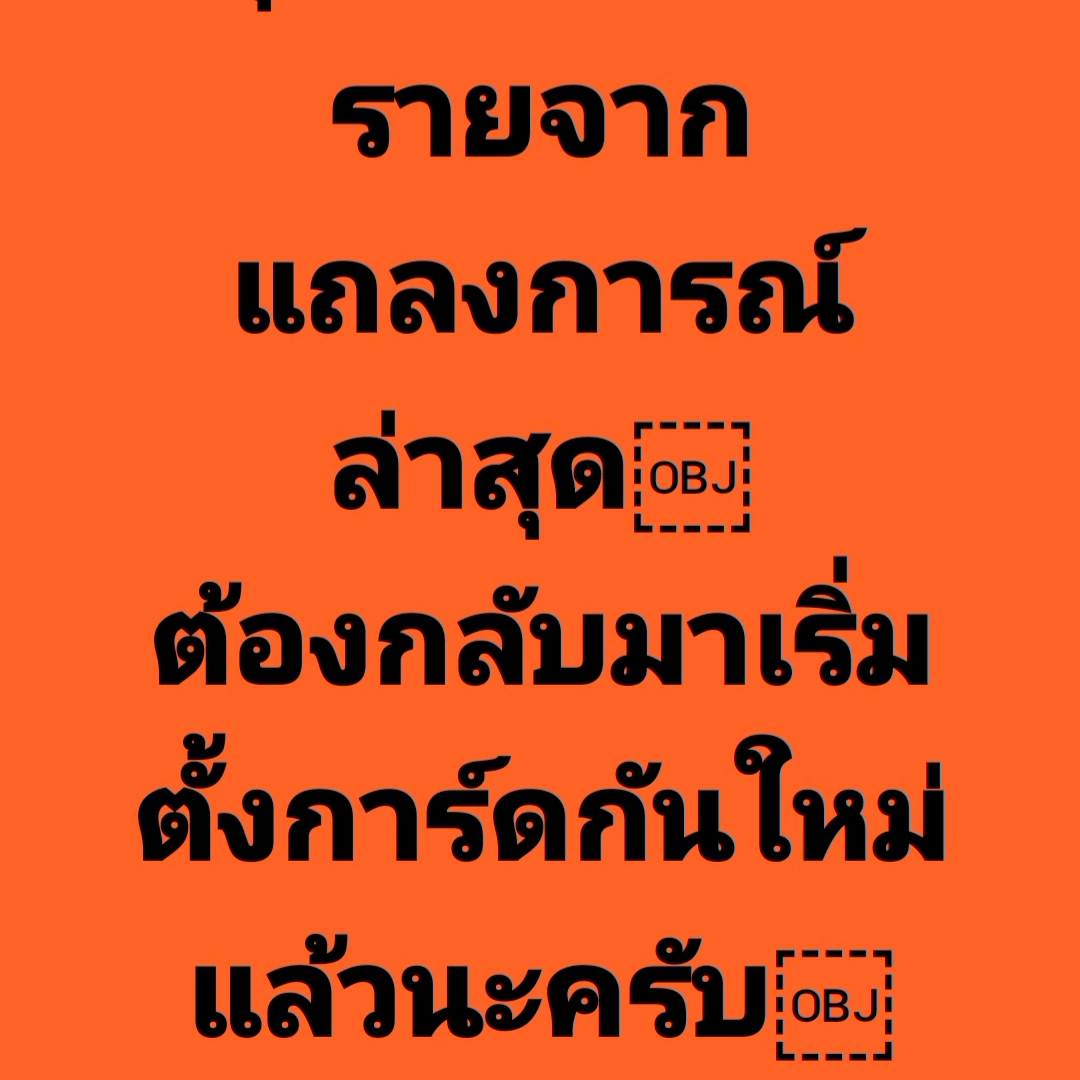 รายจาก
แถลงการณ์
ล่าสุด￼
ต้องกลับมาเริ่ม
ตั้งการ์ดกันใหม่
แล้วนะครับ￼